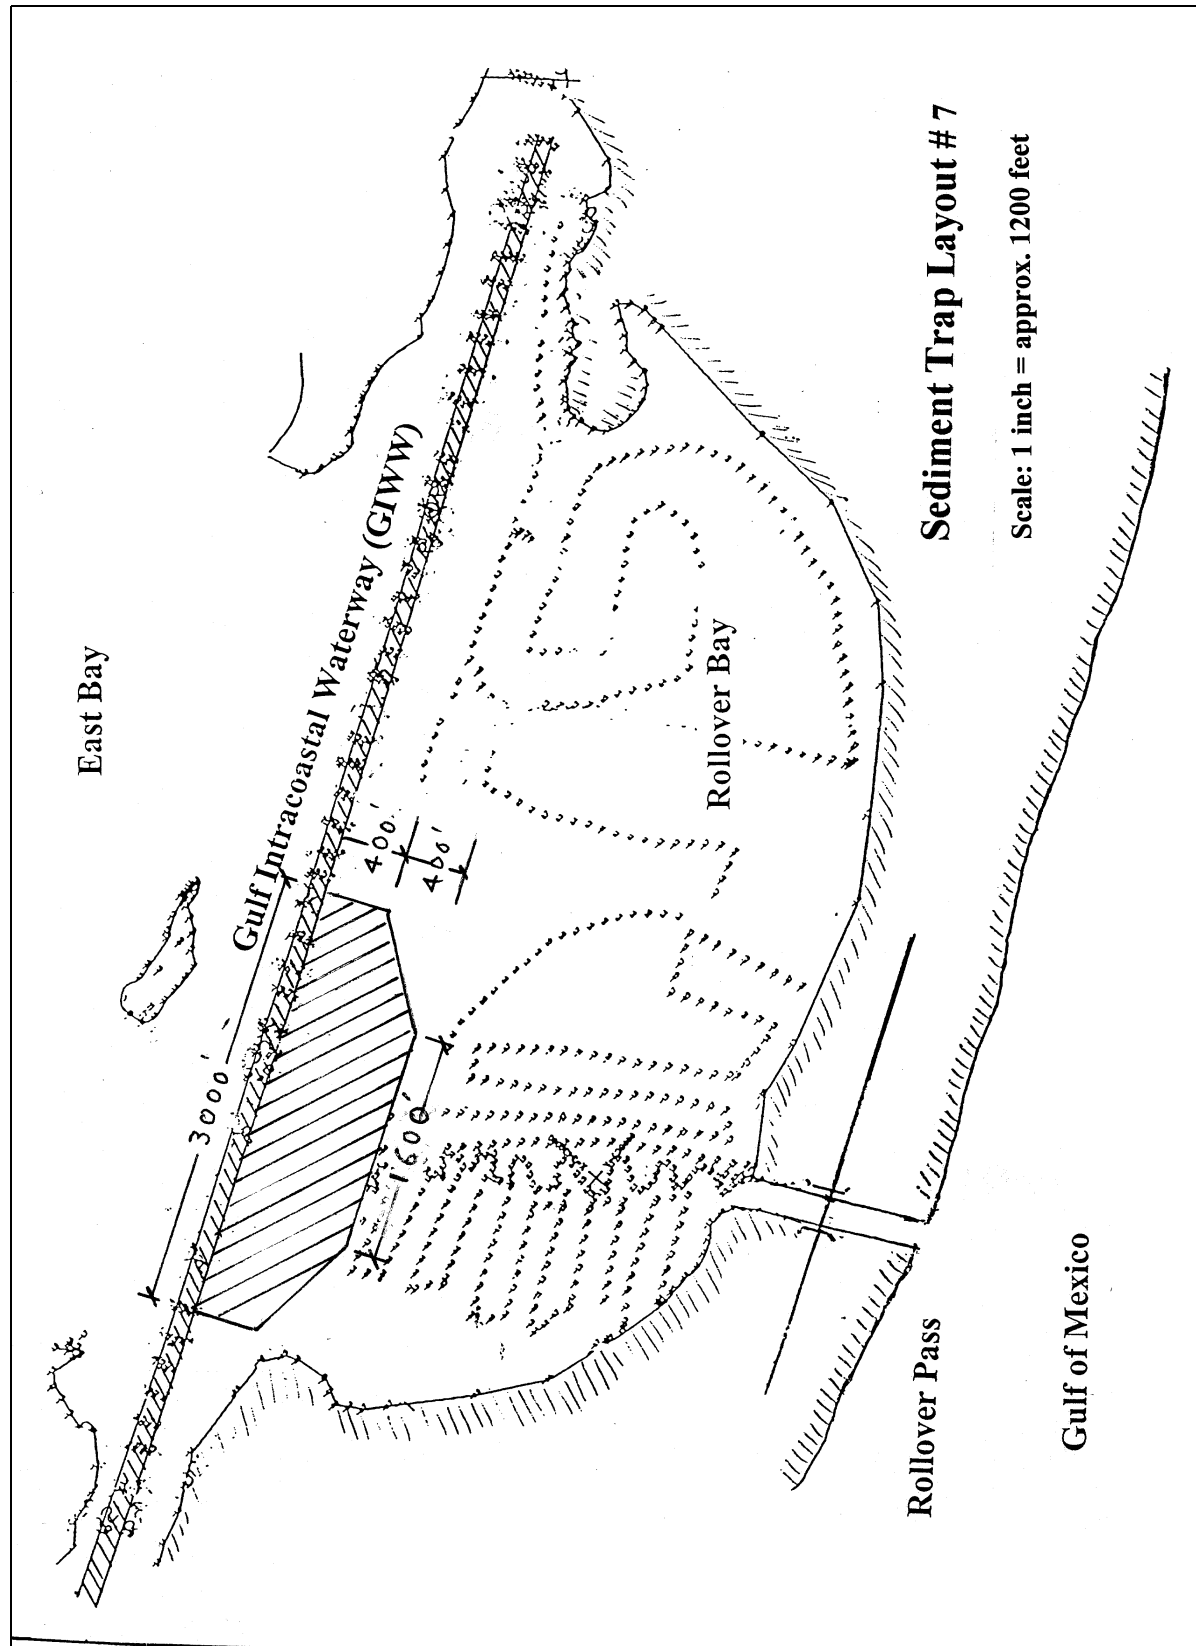 East Bay
Gulf Intracoastal Waterway (GIWW)
3000'
400'
400'
1600'
Rollover Bay
Sediment Trap Layout # 7
Scale: 1 inch = approx. 1200 feet
Rollover Pass
Gulf of Mexico